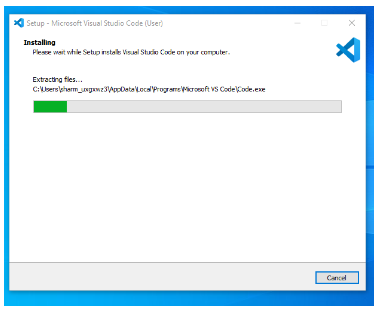 Setup - Microsoft Visual Studio Code (User)
Installing
Please wait while Setup installs Visual Studio Code on your computer.
Extracting files...
C:\Users\sharm_uxgxwz3\AppData\Local\Programs\Microsoft VS Code\Code.exe
Cancel